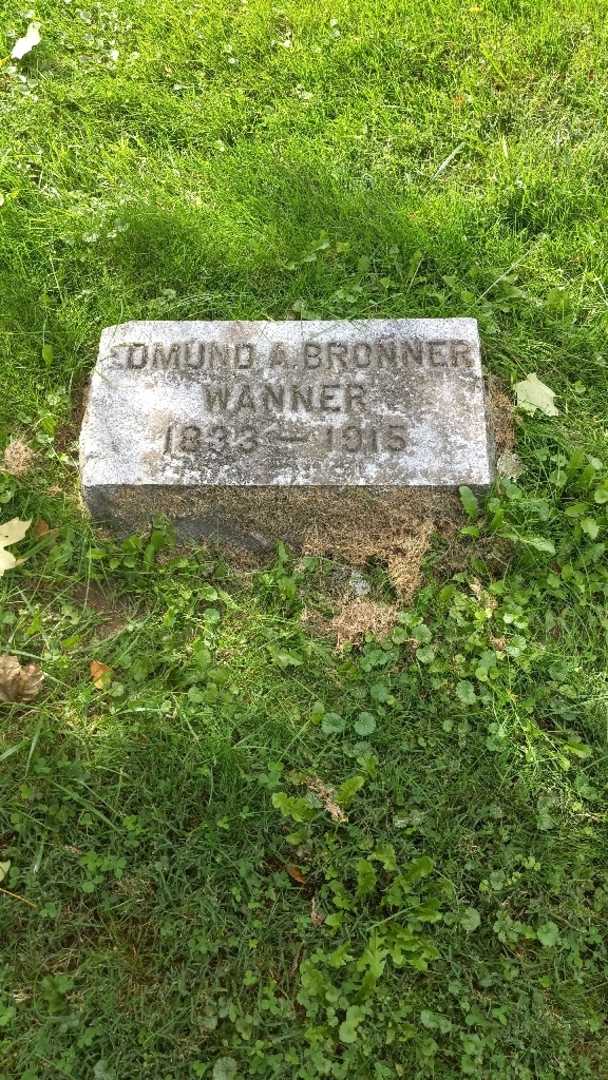 EDMUND A. BRONNER
WANNER
1833 — 1915